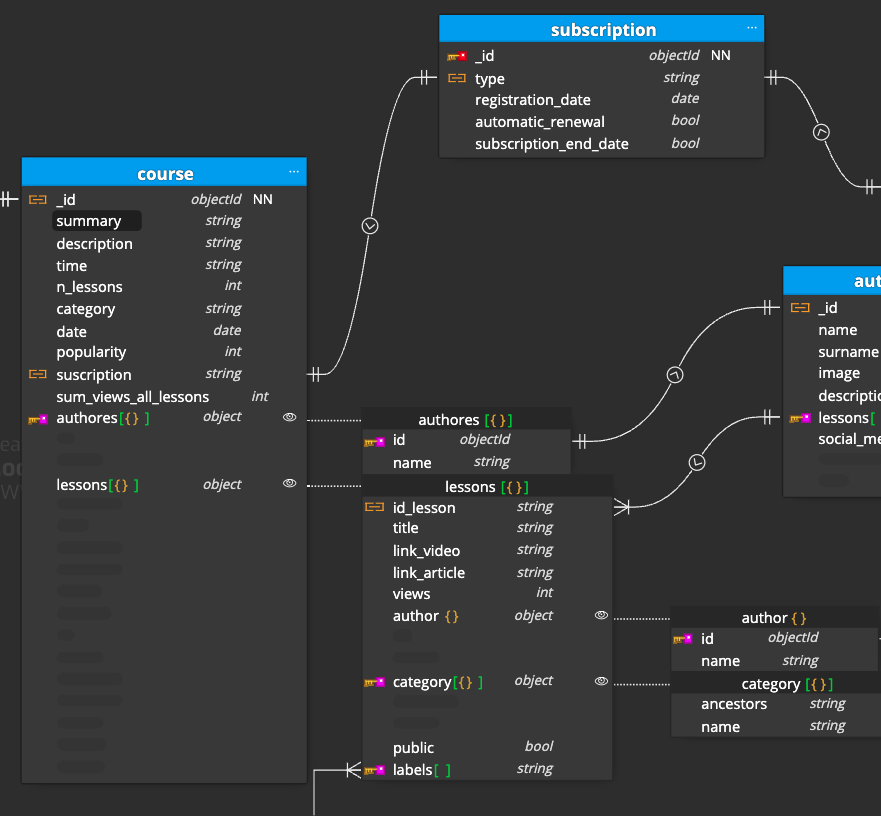 subscription ...
_id objectId NN
type string
registration_date date
automatic_renewal bool
subscription_end_date bool
course ...
_id objectId NN
summary string
description string
time string
n_lessons int
category string
date date
popularity int
suscription string
sum_views_all_lessons int
authores[{} ] object
lessons[{} ] object
authores [{}]
id objectId
name string
lessons [{}]
id_lesson string
title string
link_video string
link_article string
views int
author {} object
category[{} ] object
public bool
labels[ ] string
author {}
id objectId
name string
category [{}]
ancestors string
name string
aut
_id
name
surname
image
descriptio
lessons[
social_me